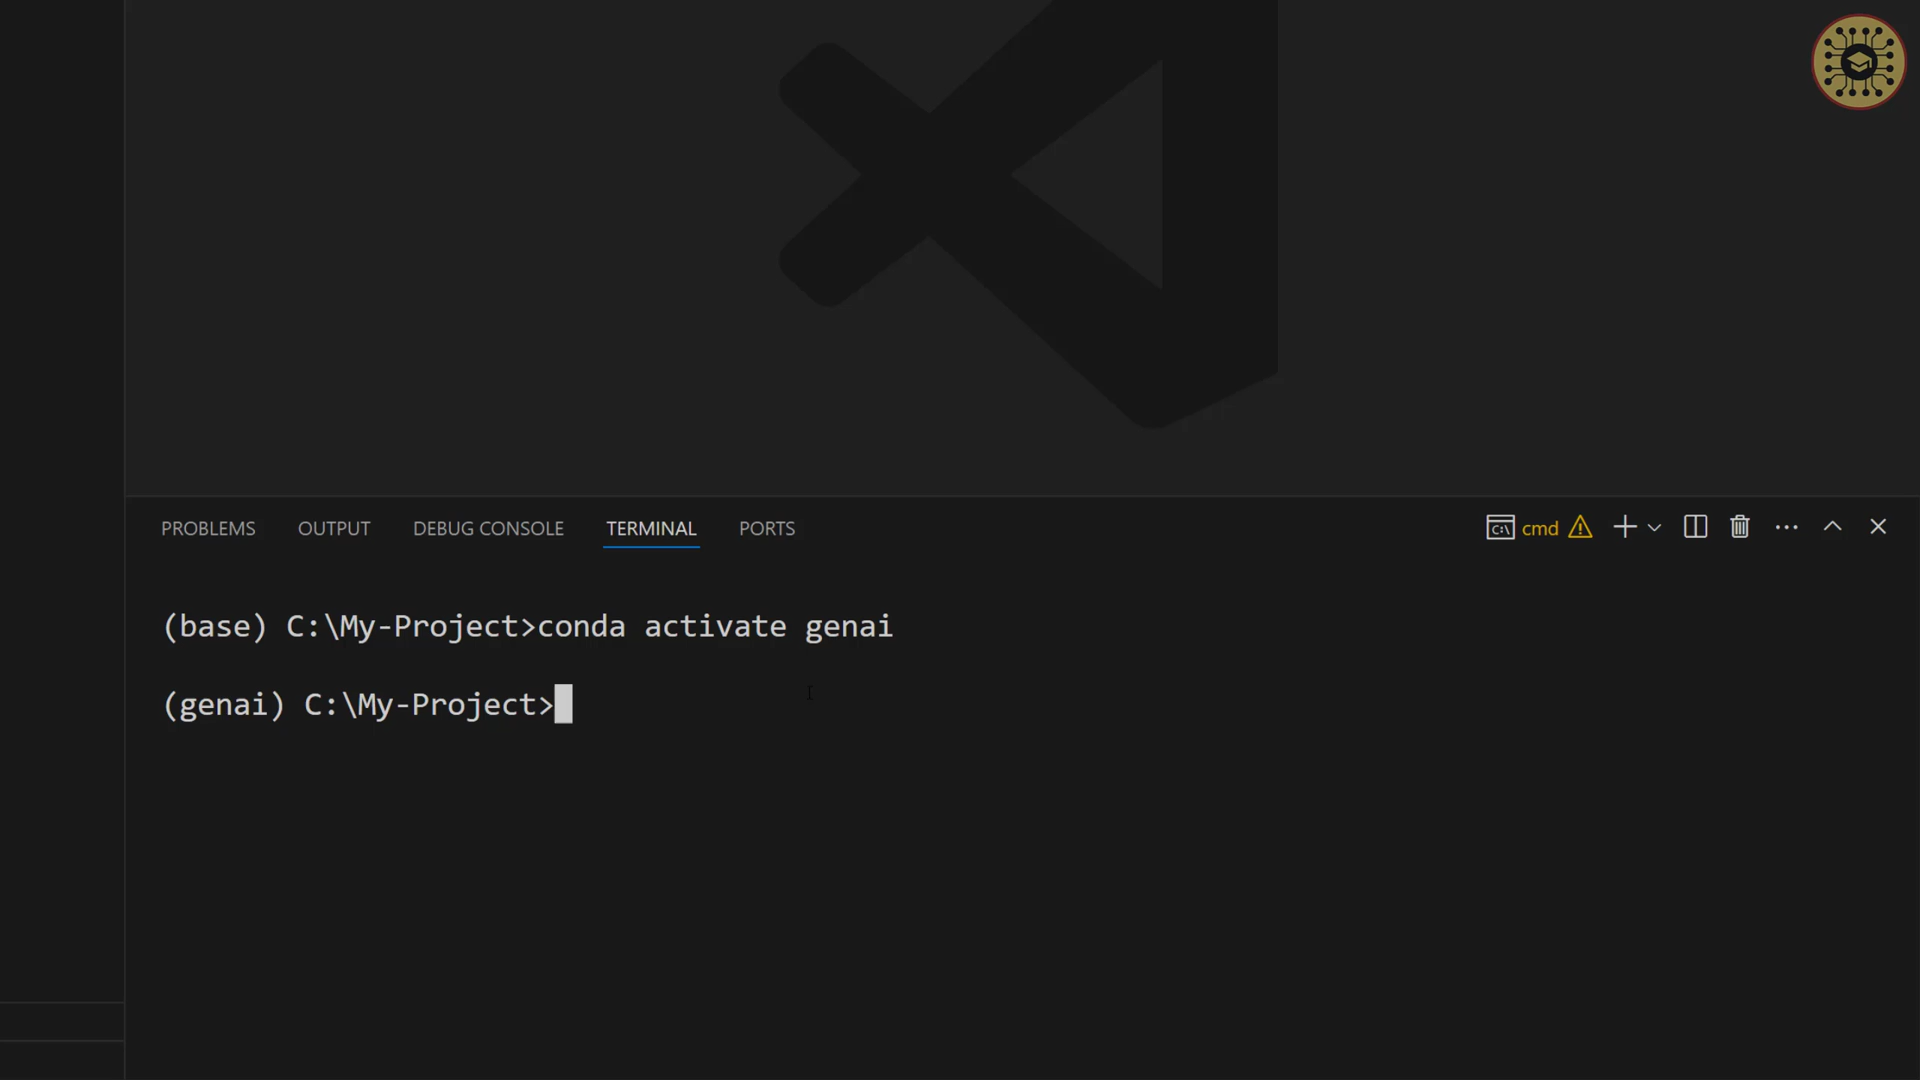 PROBLEMS OUTPUT DEBUG CONSOLE TERMINAL PORTS cmd
(base) C:\My-Project>conda activate genai
(genai) C:\My-Project>